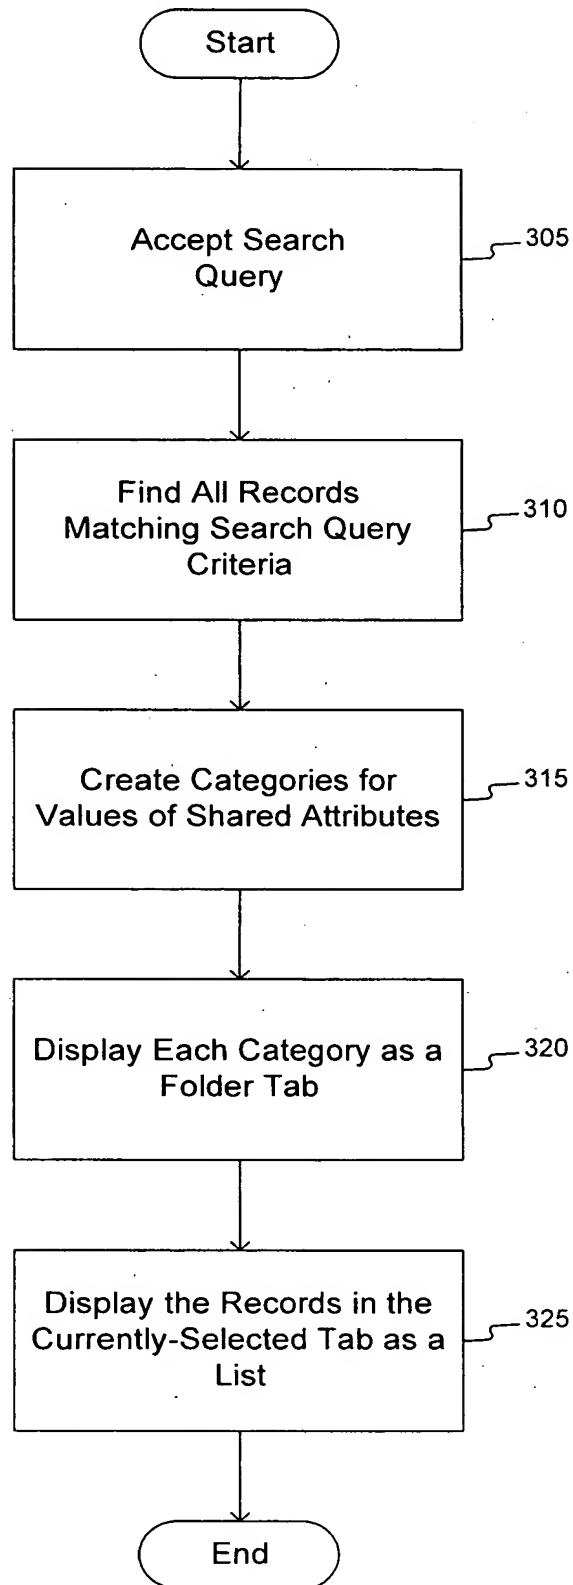 Start
Accept Search
Query
305
Find All Records
Matching Search Query
Criteria
310
Create Categories for
Values of Shared Attributes
315
Display Each Category as a
Folder Tab
320
Display the Records in the
Currently-Selected Tab as a
List
325
End